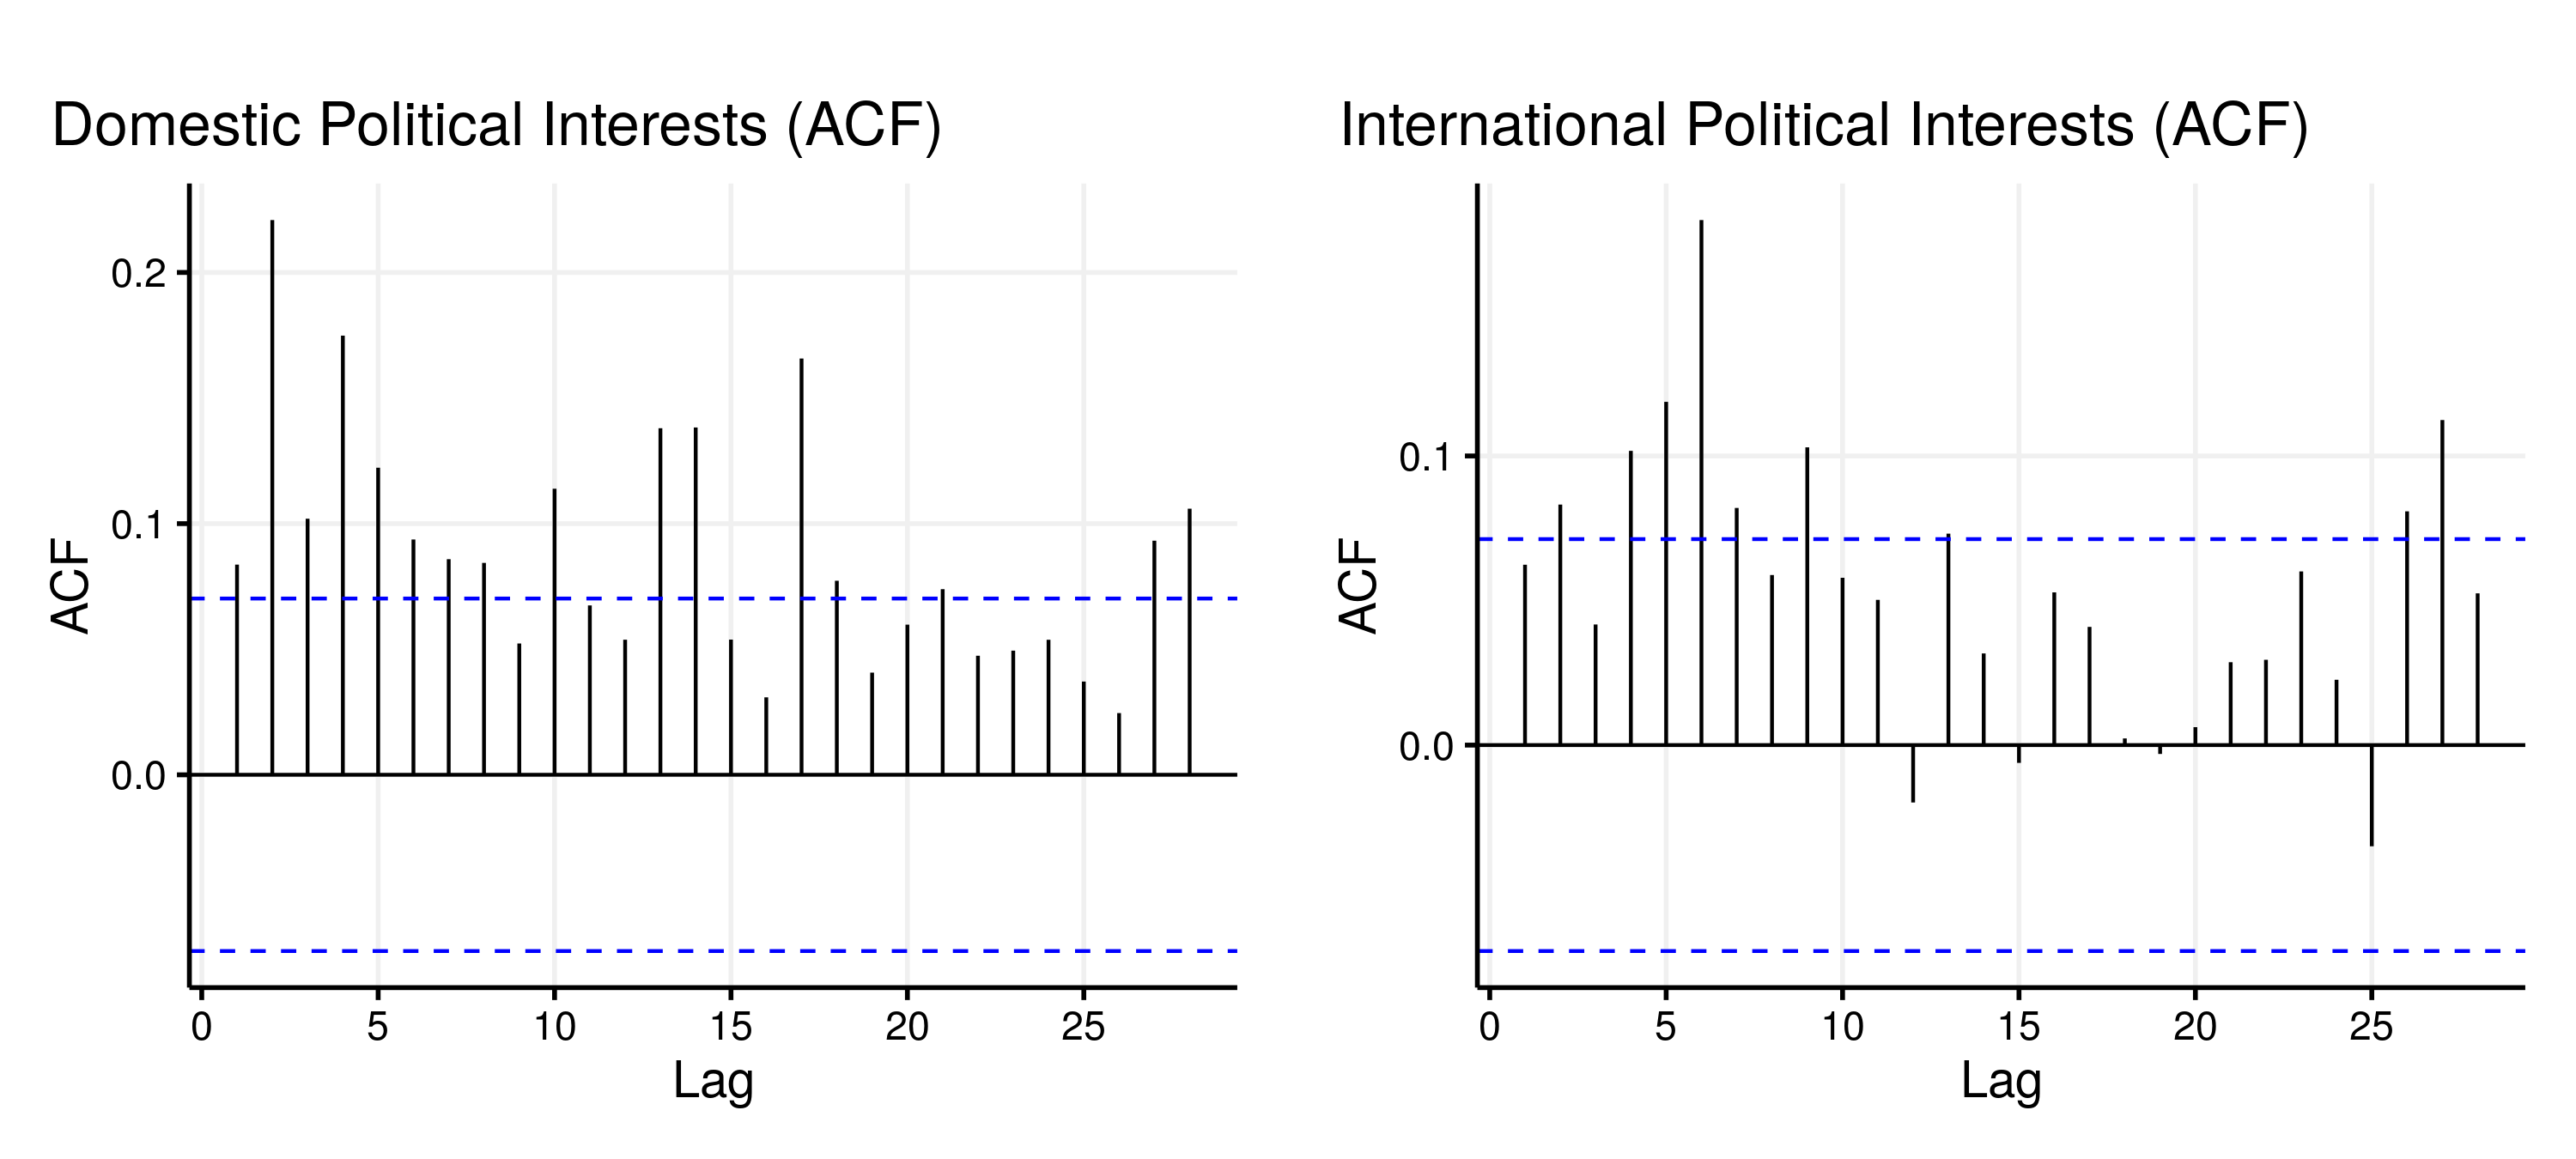 Domestic Political Interests (ACF)
0.2
0.1
0.0
ACF
0 5 10 15 20 25
Lag
International Political Interests (ACF)
0.1
0.0
ACF
0 5 10 15 20 25
Lag